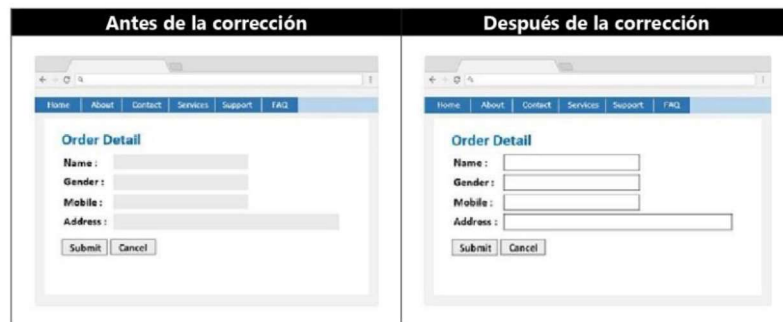 Antes de la corrección
Después de la corrección
Home About Contact Services Support FAQ
Order Detail
Name :
Gender :
Mobile :
Address :
Submit Cancel
Home About Contact Services Support FAQ
Order Detail
Name :
Gender :
Mobile :
Address :
Submit Cancel